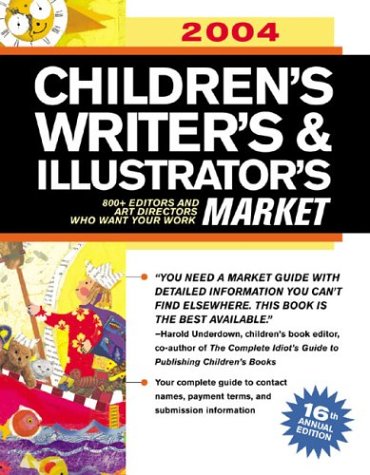 2004
CHILDREN'S
WRITER'S &
ILLUSTRATOR'S
800+ EDITORS AND
ART DIRECTORS
WHO WANT YOUR WORK
MARKET
• "YOU NEED A MARKET GUIDE WITH
DETAILED INFORMATION YOU CAN'T
FIND ELSEWHERE. THIS BOOK IS
THE BEST AVAILABLE."
–Harold Underdown, children's book editor,
co-author of The Complete Idiot's Guide to
Publishing Children's Books
• Your complete guide to contact
names, payment terms, and
submission information
16th
ANNUAL
EDITION